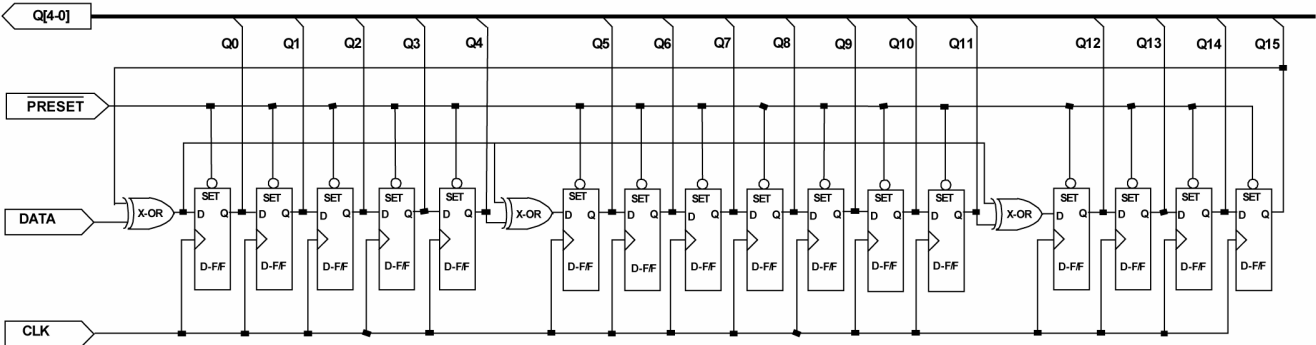 Q[4-0]
Q0 Q1 Q2 Q3 Q4 Q5 Q6 Q7 Q8 Q9 Q10 Q11 Q12 Q13 Q14 Q15
PRESET
SET SET SET SET SET SET SET SET SET SET SET SET SET SET SET SET
DATA
X-OR D Q D Q D Q D Q D Q X-OR D Q D Q D Q D Q D Q D Q D Q X-OR D Q D Q D Q D Q
D-F/F D-F/F D-F/F D-F/F D-F/F D-F/F D-F/F D-F/F D-F/F D-F/F D-F/F D-F/F D-F/F D-F/F D-F/F D-F/F
CLK